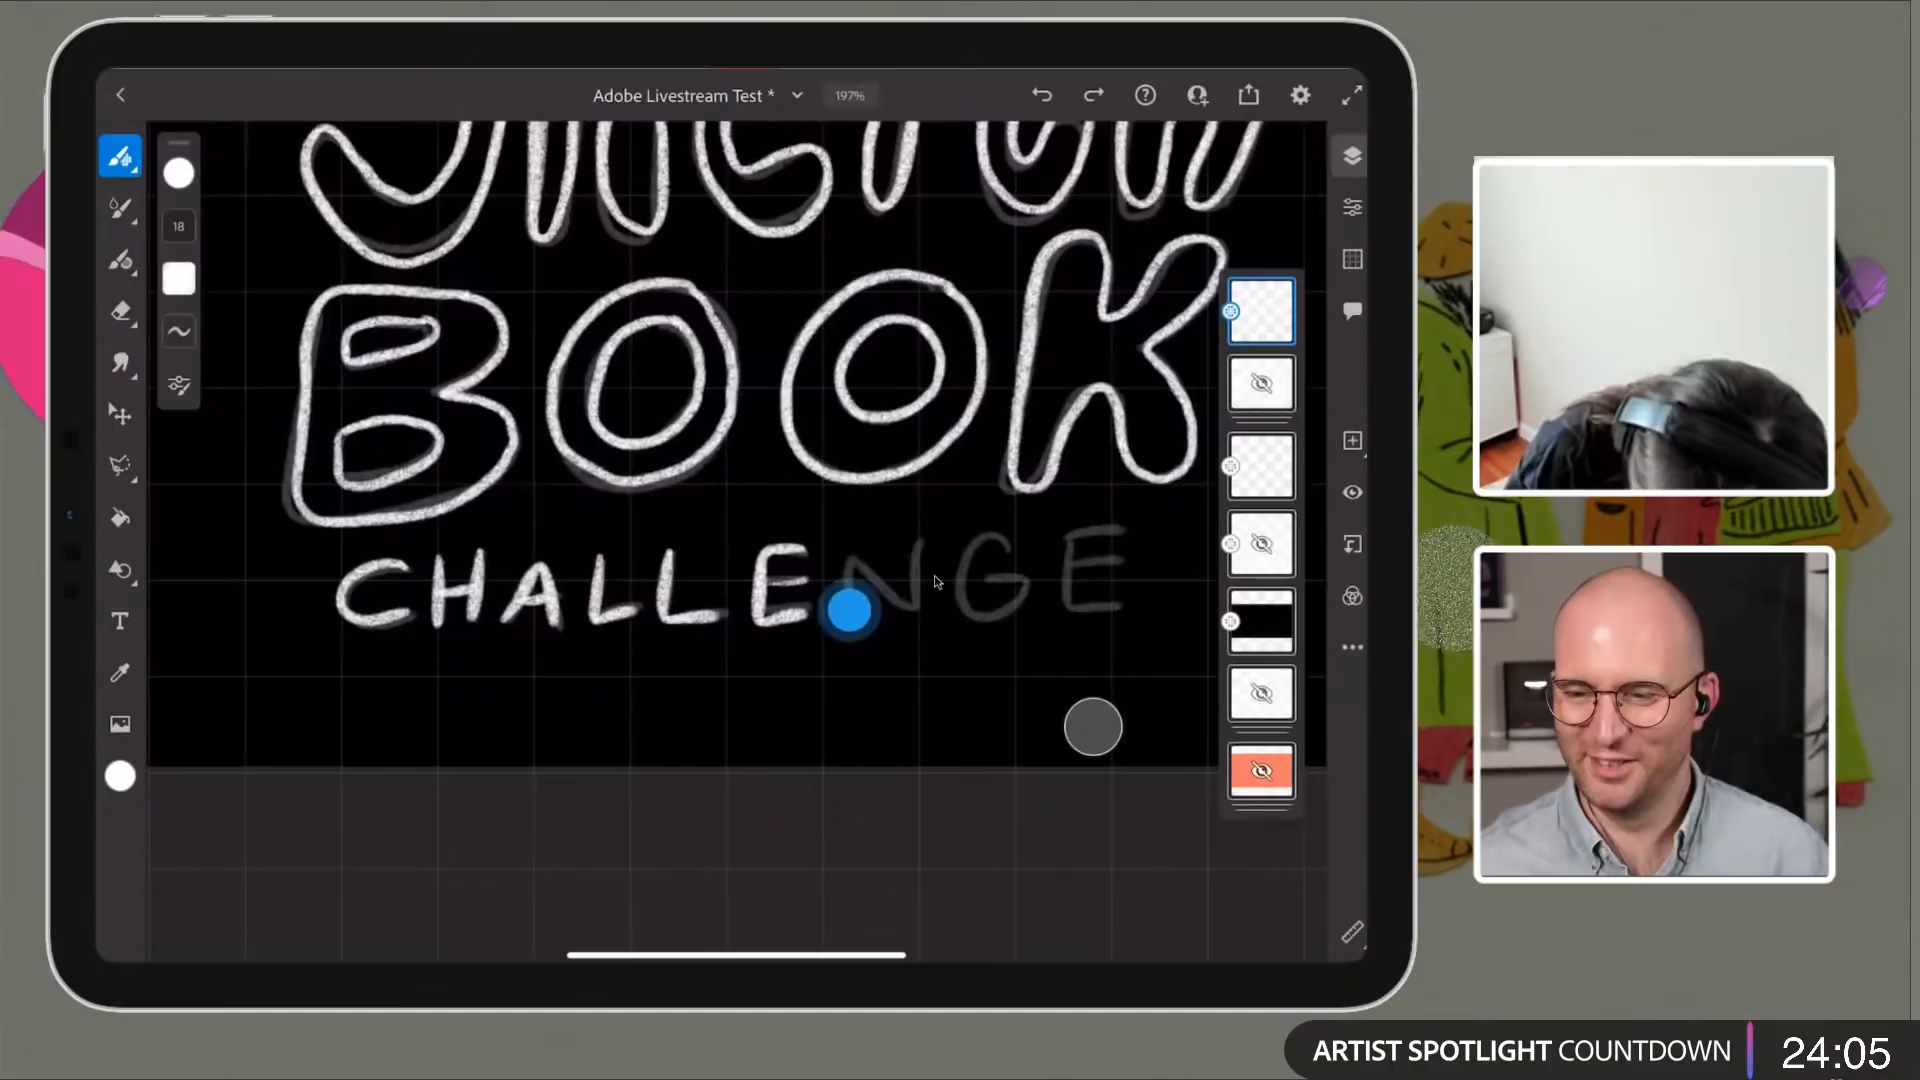 Adobe Livestream Test * 197%
18
BOOK
CHALLENGE
T
ARTIST SPOTLIGHT COUNTDOWN 24:05